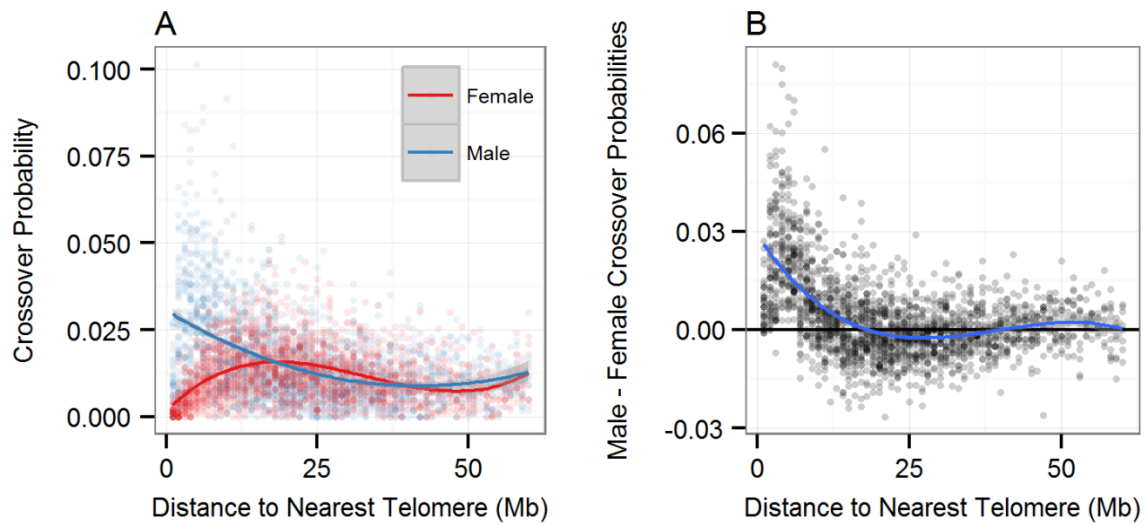 A
Crossover Probability
0.100
0.075
0.050
0.025
0.000
Female
Male
0
25
50
Distance to Nearest Telomere (Mb)
B
Male - Female Crossover Probabilities
0.06
0.03
0.00
-0.03
0
25
50
Distance to Nearest Telomere (Mb)